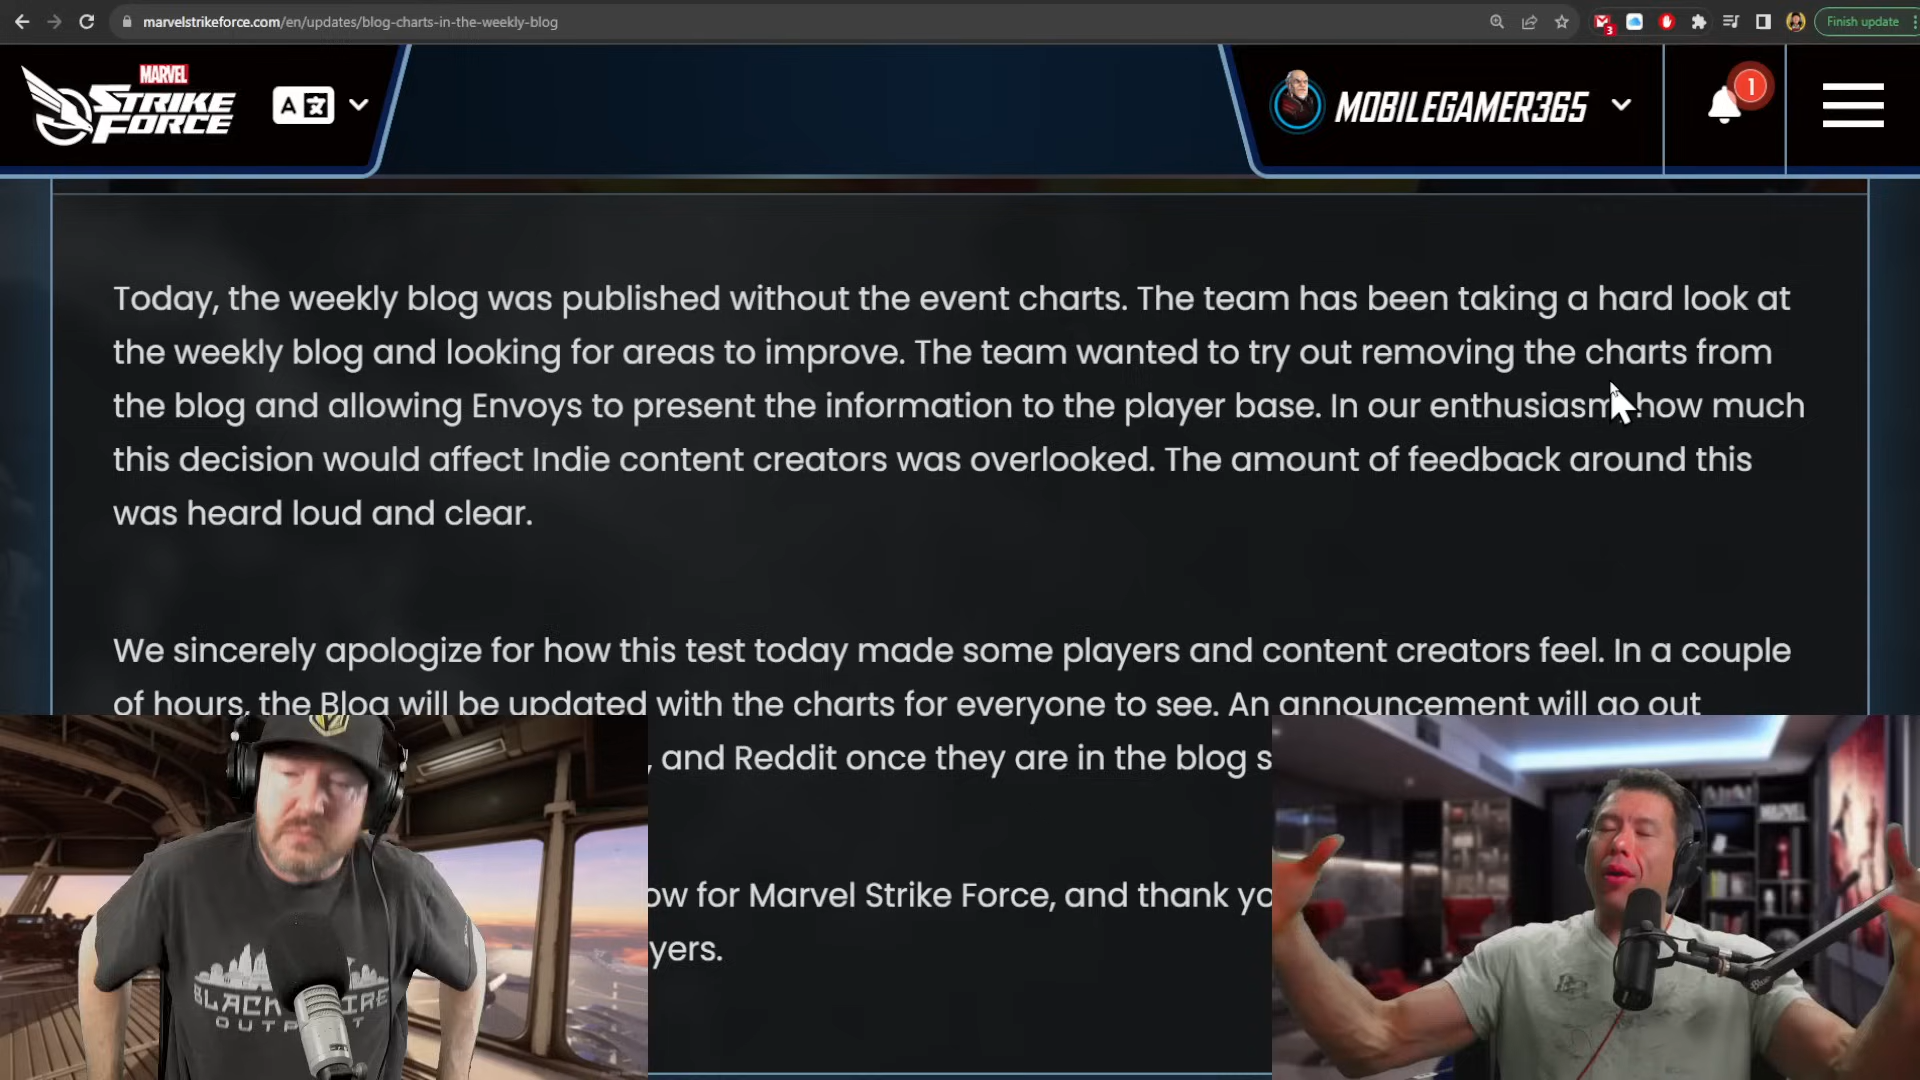 marvelstrikeforce.com/en/updates/blog-charts-in-the-weekly-blog
3
Finish update
MARVEL
STRIKE
FORCE
A 文
MOBILEGAMER365
1
Today, the weekly blog was published without the event charts. The team has been taking a hard look at
the weekly blog and looking for areas to improve. The team wanted to try out removing the charts from
the blog and allowing Envoys to present the information to the player base. In our enthusiasm how much
this decision would affect Indie content creators was overlooked. The amount of feedback around this
was heard loud and clear.
We sincerely apologize for how this test today made some players and content creators feel. In a couple
of hours, the Blog will be updated with the charts for everyone to see. An announcement will go out
, and Reddit once they are in the blog s
ow for Marvel Strike Force, and thank yo
yers.
BLACK IRE
OUTF T
MARVEL